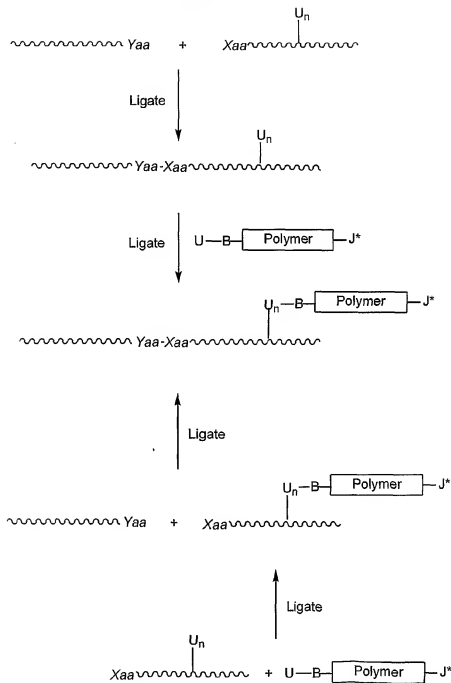 Uₙ
Yaa + Xaa
Ligate
Uₙ
Yaa-Xaa
Ligate U—B—Polymer—J*
Uₙ—B—Polymer—J*
Yaa-Xaa
Ligate
Uₙ—B—Polymer—J*
Yaa + Xaa
Ligate
Uₙ
Xaa + U—B—Polymer—J*